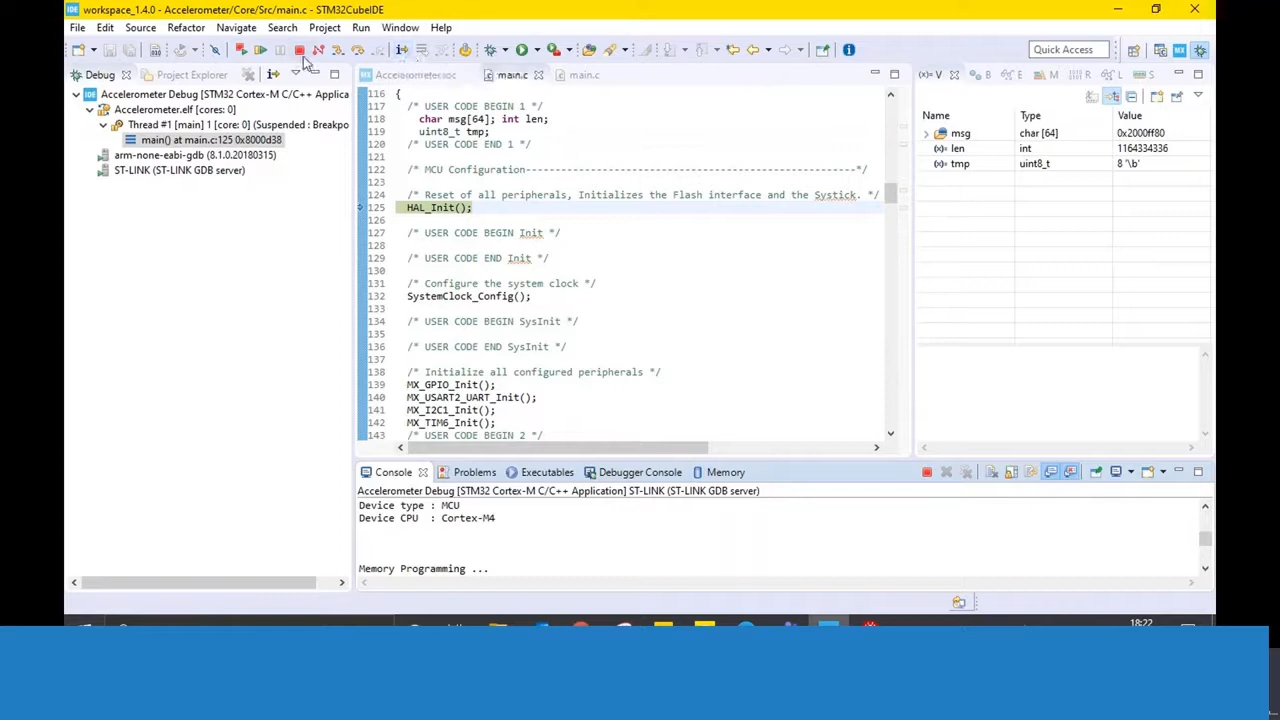 IDE workspace_1.4.0 - Accelerometer/Core/Src/main.c - STM32CubeIDE
File Edit Source Refactor Navigate Search Project Run Window Help
Quick Access MX
Debug Project Explorer
Accelerometer Debug [STM32 Cortex-M C/C++ Applica
Accelerometer.elf [cores: 0]
Thread #1 [main] 1 [core: 0] (Suspended : Breakpo
main() at main.c:125 0x8000d38
arm-none-eabi-gdb (8.1.0.20180315)
ST-LINK (ST-LINK GDB server)
MX Accelerometer.ioc main.c main.c
116 {
117 /* USER CODE BEGIN 1 */
118 char msg[64]; int len;
119 uint8_t tmp;
120 /* USER CODE END 1 */
121
122 /* MCU Configuration--------------------------------------------------------*/
123
124 /* Reset of all peripherals, Initializes the Flash interface and the Systick. */
125 HAL_Init();
126
127 /* USER CODE BEGIN Init */
128
129 /* USER CODE END Init */
130
131 /* Configure the system clock */
132 SystemClock_Config();
133
134 /* USER CODE BEGIN SysInit */
135
136 /* USER CODE END SysInit */
137
138 /* Initialize all configured peripherals */
139 MX_GPIO_Init();
140 MX_USART2_UART_Init();
141 MX_I2C1_Init();
142 MX_TIM6_Init();
143 /* USER CODE BEGIN 2 */
(x)= V B E M R L S
Name Type Value
msg char [64] 0x2000ff80
(x)= len int 1164334336
(x)= tmp uint8_t 8 '\b'
Console Problems Executables Debugger Console Memory
Accelerometer Debug [STM32 Cortex-M C/C++ Application] ST-LINK (ST-LINK GDB server)
Device type : MCU
Device CPU : Cortex-M4
Memory Programming ...
18:22